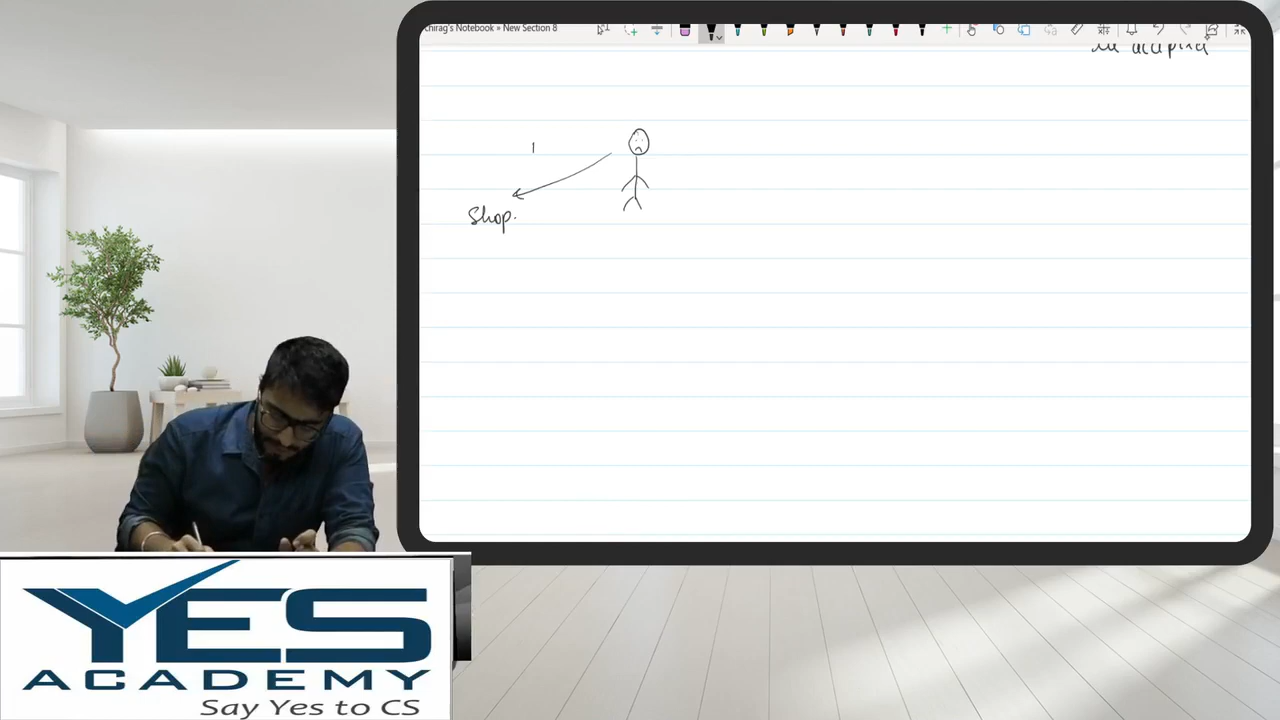 chirag's Notebook » New Section 8
Shop.
YES
ACADEMY
Say Yes to CS